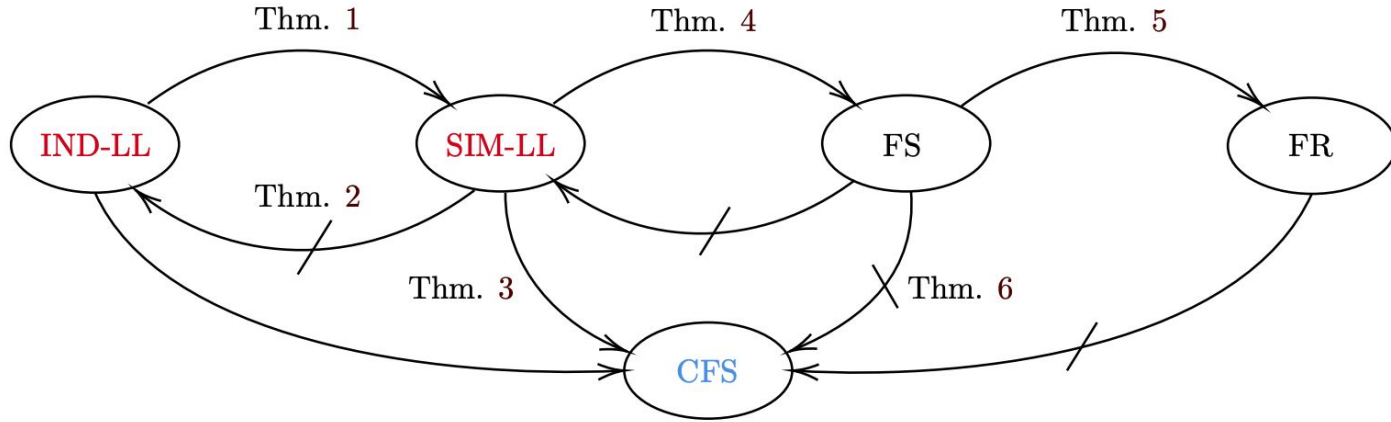 Thm. 1
Thm. 4
Thm. 5
IND-LL
SIM-LL
FS
FR
Thm. 2
Thm. 3
Thm. 6
CFS